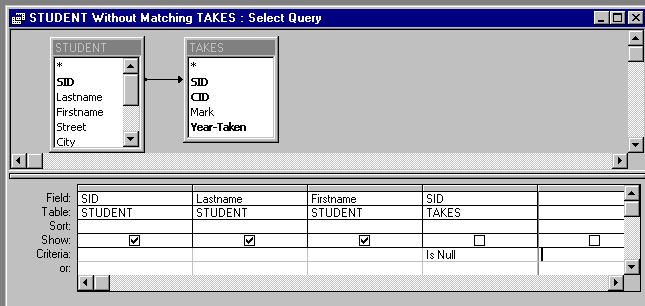 STUDENT Without Matching TAKES : Select Query
STUDENT
*
SID
Lastname
Firstname
Street
City
TAKES
*
SID
CID
Mark
Year-Taken
Field: SID Lastname Firstname SID
Table: STUDENT STUDENT STUDENT TAKES
Sort:
Show:
Criteria: Is Null
or: